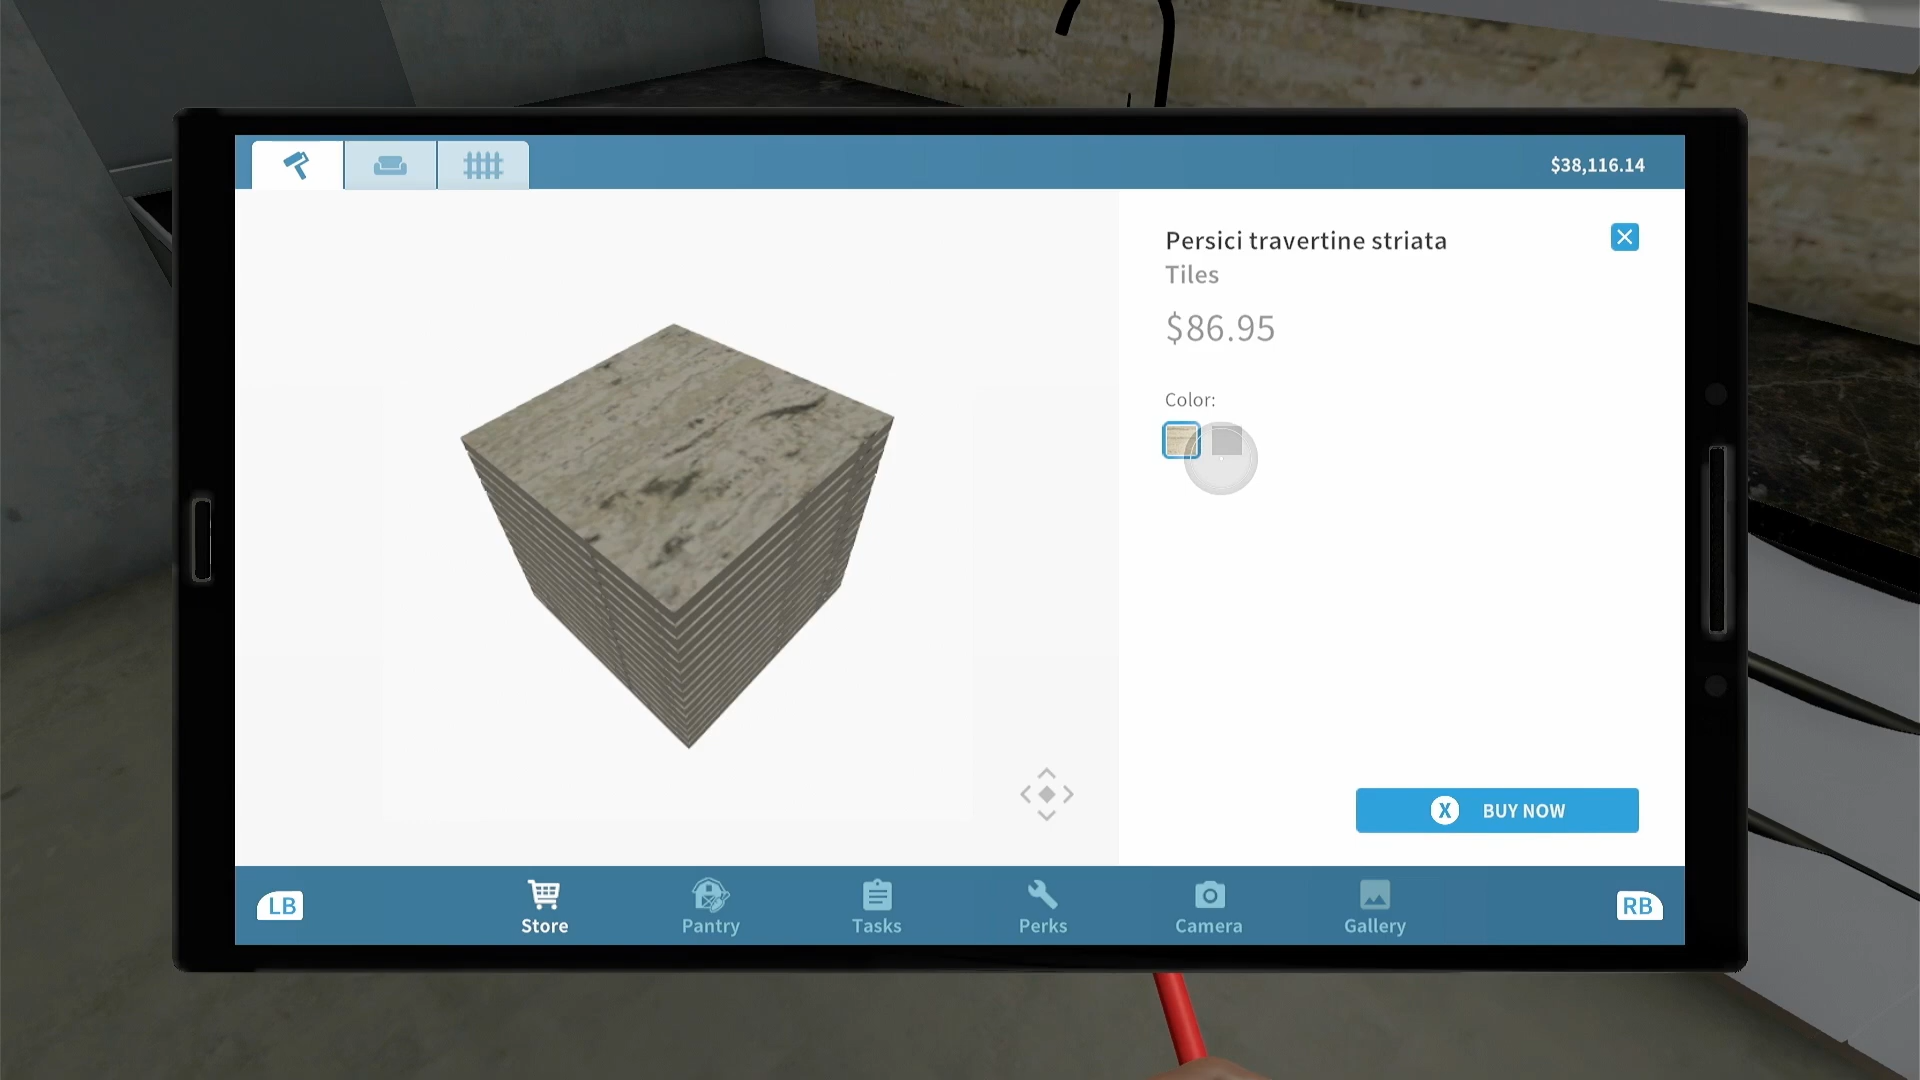 $38,116.14
Persici travertine striata
Tiles
$86.95
Color:
X BUY NOW
LB
Store
Pantry
Tasks
Perks
Camera
Gallery
RB